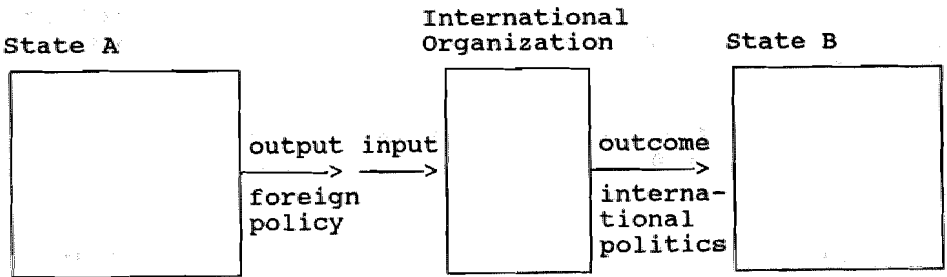 International
State A Organization State B
output input outcome
foreign interna-
policy tional
politics